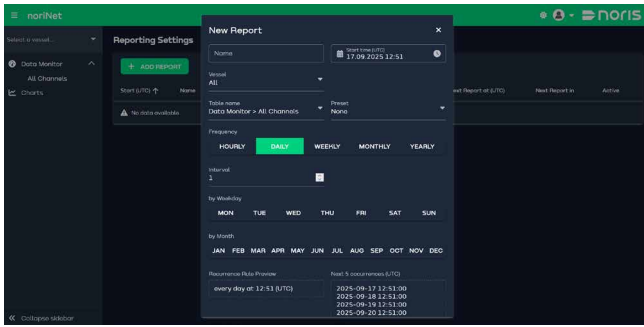 noriNet
noris
Select a vessel...
Data Monitor
All Channels
Charts
Collapse sidebar
Reporting Settings
+ ADD REPORT
Start (UTC)
Name
Next Report at (UTC)
Next Report in
Active
No data available
New Report
Name
Start time (UTC)
17.09.2025 12:51
Vessel
All
Table name
Data Monitor > All Channels
Preset
None
Frequency
HOURLY DAILY WEEKLY MONTHLY YEARLY
Interval
1
by Weekday
MON TUE WED THU FRI SAT SUN
by Month
JAN FEB MAR APR MAY JUN JUL AUG SEP OCT NOV DEC
Recurrence Rule Preview
every day at 12:51 (UTC)
Next 5 occurrences (UTC)
2025-09-17 12:51:00
2025-09-18 12:51:00
2025-09-19 12:51:00
2025-09-20 12:51:00